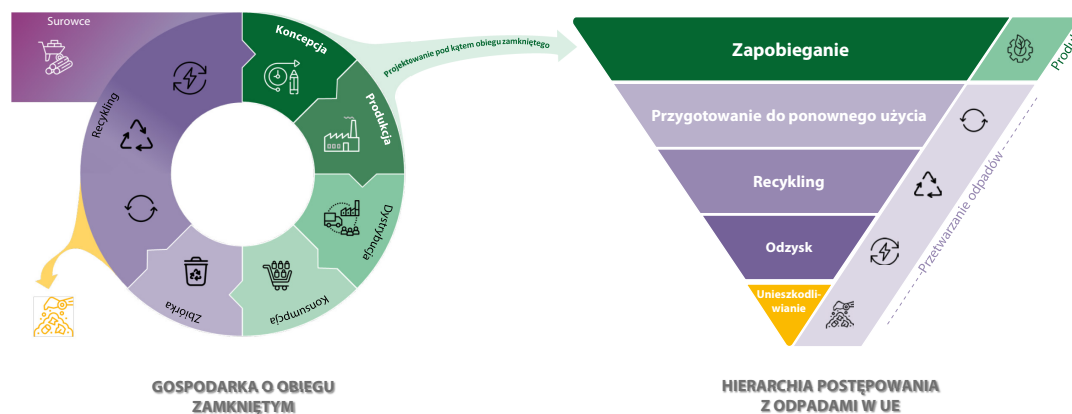 Surowce
Koncepcja
Produkcja
Dystrybucja
Konsumpcja
Zbiórka
Recykling
Projektowanie pod kątem obiegu zamkniętego
GOSPODARKA O OBIEGU
ZAMKNIĘTYM
Zapobieganie
Przygotowanie do ponownego użycia
Recykling
Odzysk
Unieszkodli-
wianie
Przetwarzanie odpadów
HIERARCHIA POSTĘPOWANIA
Z ODPADAMI W UE